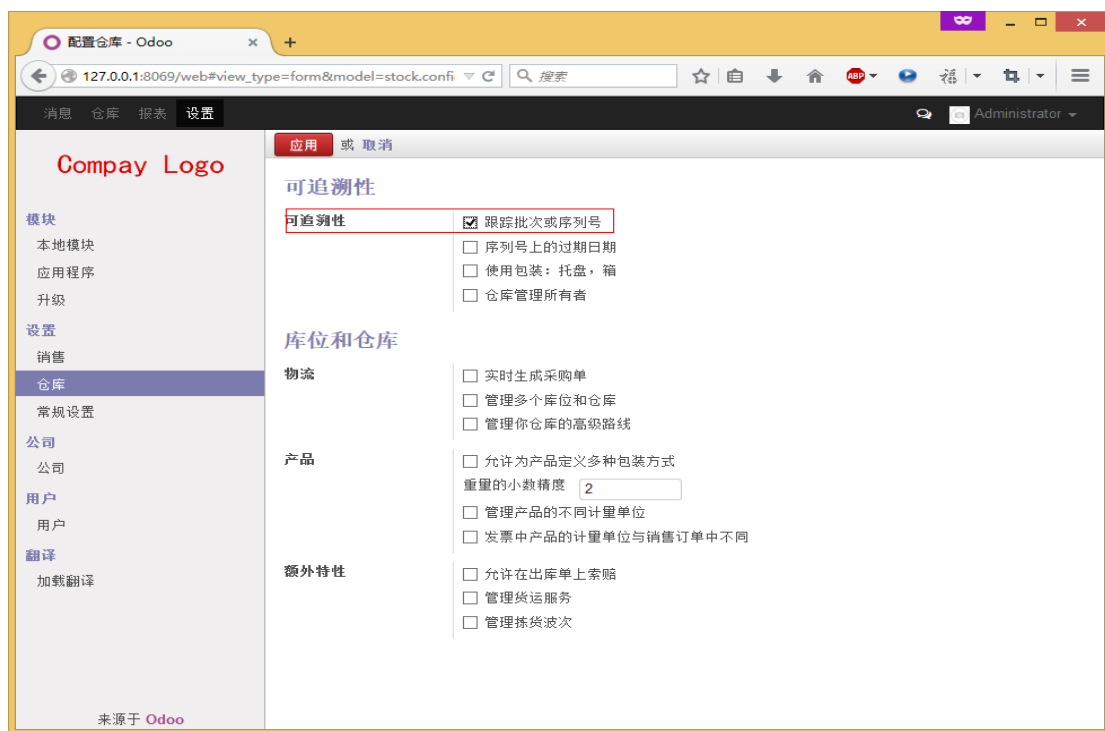 配置仓库 - Odoo
127.0.0.1:8069/web#view_type=form&model=stock.confi
搜索
ABP
福
消息 仓库 报表 设置
Administrator
Compay Logo
模块
本地模块
应用程序
升级
设置
销售
仓库
常规设置
公司
公司
用户
用户
翻译
加载翻译
来源于 Odoo
应用 或 取消
可追溯性
可追溯性
跟踪批次或序列号
序列号上的过期日期
使用包装：托盘，箱
仓库管理所有者
库位和仓库
物流
实时生成采购单
管理多个库位和仓库
管理你仓库的高级路线
产品
允许为产品定义多种包装方式
重量的小数精度 2
管理产品的不同计量单位
发票中产品的计量单位与销售订单中不同
额外特性
允许在出库单上索赔
管理货运服务
管理拣货波次